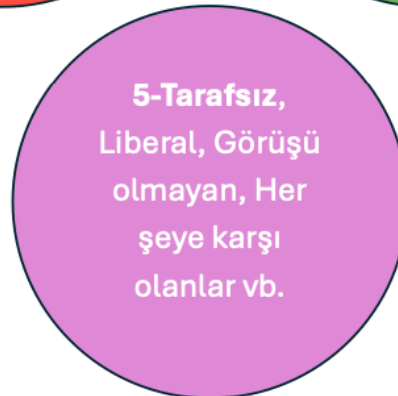 5-Tarafsız,
Liberal, Görüşü
olmayan, Her
şeye karşı
olanlar vb.